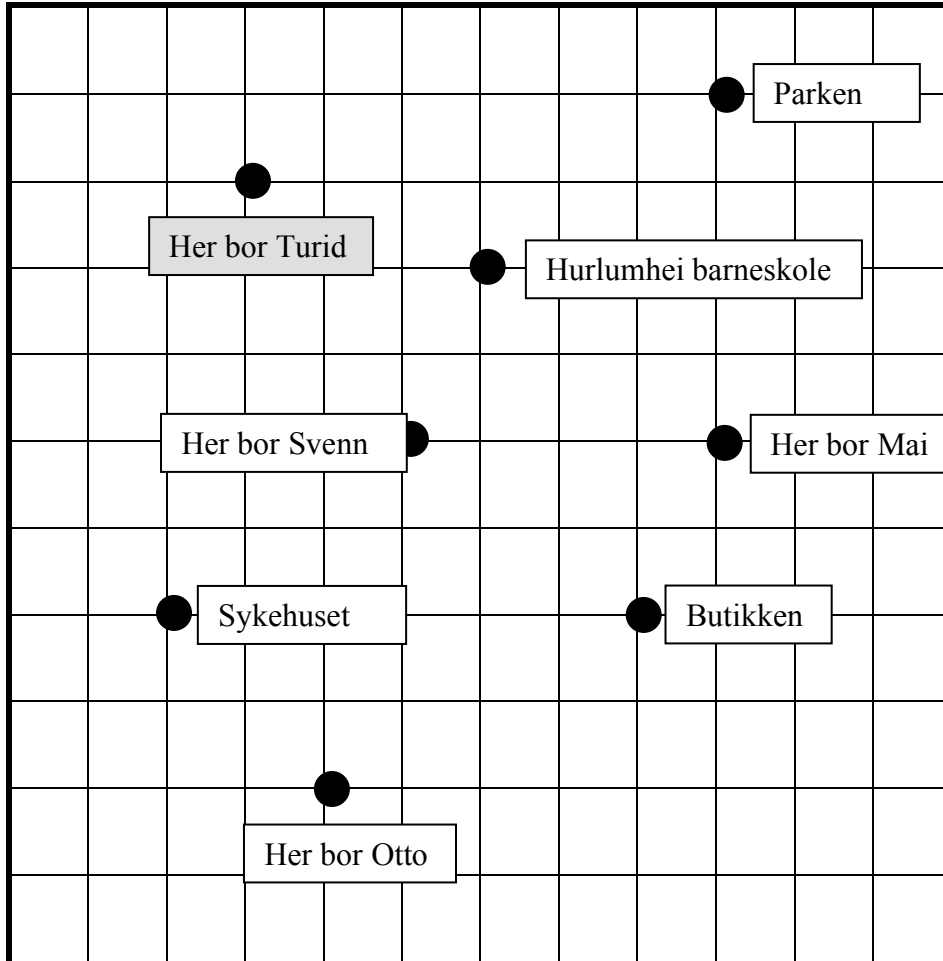 Parken
Her bor Turid
Hurlumhei barneskole
Her bor Svenn
Her bor Mai
Sykehuset
Butikken
Her bor Otto